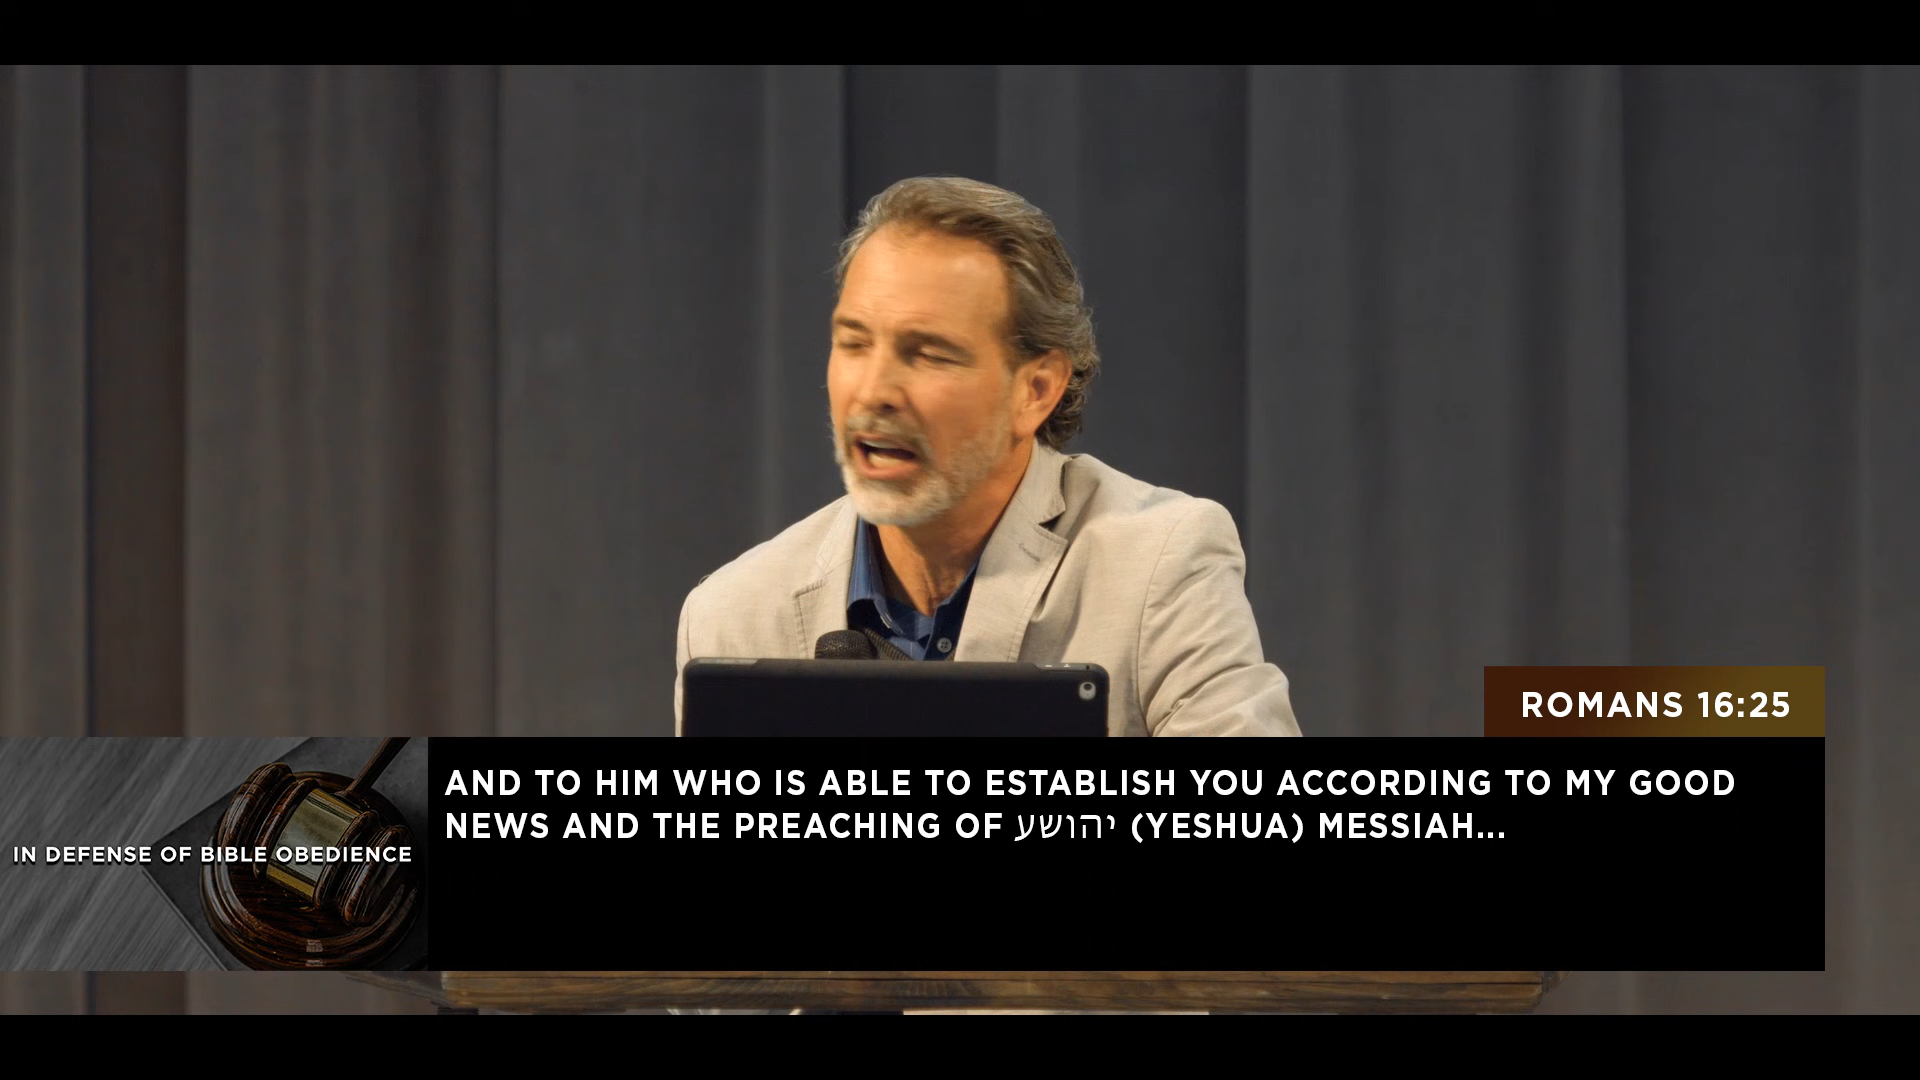 ROMANS 16:25
AND TO HIM WHO IS ABLE TO ESTABLISH YOU ACCORDING TO MY GOOD
NEWS AND THE PREACHING OF יהושע (YESHUA) MESSIAH...
IN DEFENSE OF BIBLE OBEDIENCE